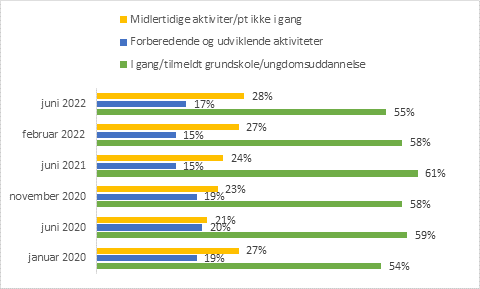 Midlertidige aktiviter/pt ikke i gang
Forberedende og udviklende aktiviteter
I gang/tilmeldt grundskole/ungdomsuddannelse
juni 2022
28%
17%
55%
februar 2022
27%
15%
58%
juni 2021
24%
15%
61%
november 2020
23%
19%
58%
juni 2020
21%
20%
59%
januar 2020
27%
19%
54%